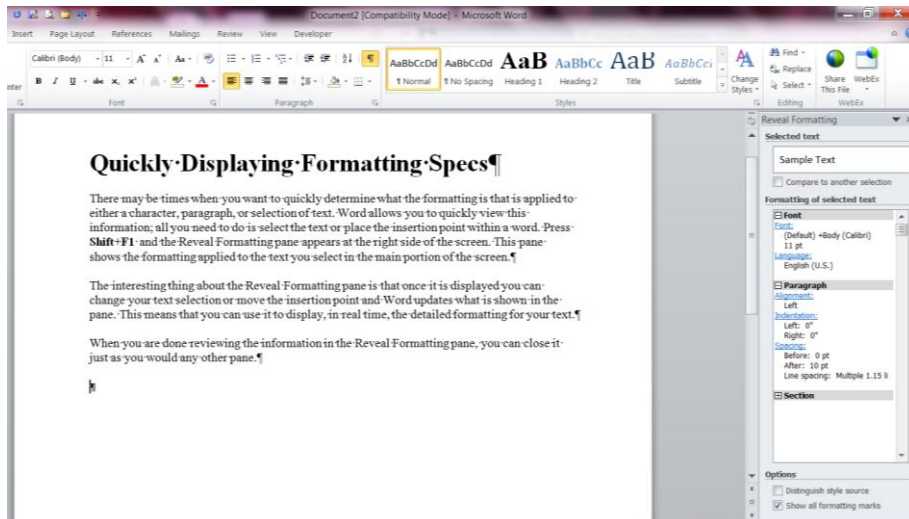 Document2 [Compatibility Mode] - Microsoft Word
Insert Page Layout References Mailings Review View Developer
Calibri (Body) 11 A A Aa
AaBbCcDd AaBbCcDd AaB AaBbCc AaB AaBbCci
A
Find
Replace
Select
B I U abc x₂ x² A A
¶ Normal ¶ No Spacing Heading 1 Heading 2 Title Subtitle
Change
Styles
Share
This File
WebEx
Font Paragraph Styles Editing WebEx
Quickly·Displaying·Formatting·Specs¶
There·may·be·times·when·you·want·to·quickly·determine·what·the·formatting·is·that·is·applied·to·
either·a·character,·paragraph,·or·selection·of·text.·Word·allows·you·to·quickly·view·this·
information;·all·you·need·to·do·is·select·the·text·or·place·the·insertion·point·within·a·word.·Press·
Shift+F1·and·the·Reveal·Formatting·pane·appears·at·the·right·side·of·the·screen.·This·pane·
shows·the·formatting·applied·to·the·text·you·select·in·the·main·portion·of·the·screen.¶
The·interesting·thing·about·the·Reveal·Formatting·pane·is·that·once·it·is·displayed·you·can·
change·your·text·selection·or·move·the·insertion·point·and·Word·updates·what·is·shown·in·the·
pane.·This·means·that·you·can·use·it·to·display,·in·real·time,·the·detailed·formatting·for·your·text.¶
When·you·are·done·reviewing·the·information·in·the·Reveal·Formatting·pane,·you·can·close·it·
just·as·you·would·any·other·pane.¶
¶
Reveal Formatting
Selected text
Sample Text
Compare to another selection
Formatting of selected text
Font
Font:
(Default) +Body (Calibri)
11 pt
Language:
English (U.S.)
Paragraph
Alignment:
Left
Indentation:
Left: 0"
Right: 0"
Spacing:
Before: 0 pt
After: 10 pt
Line spacing: Multiple 1.15 li
Section
Options
Distinguish style source
Show all formatting marks